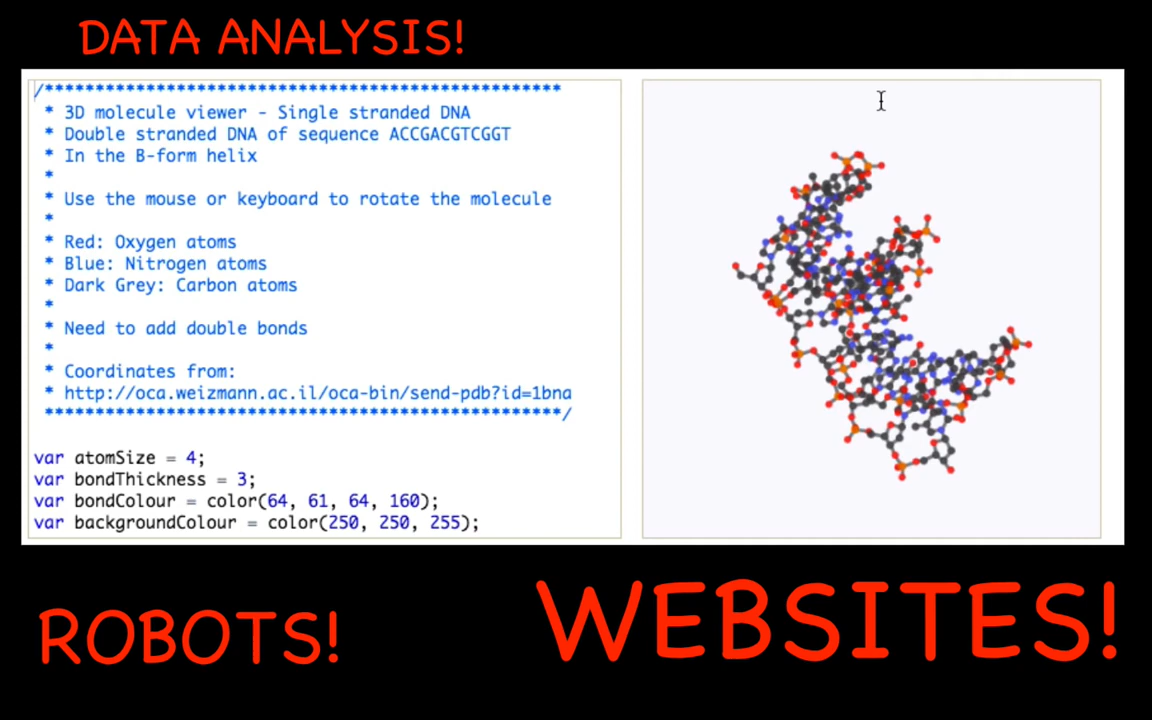 DATA ANALYSIS!
/***************************************************
* 3D molecule viewer - Single stranded DNA
* Double stranded DNA of sequence ACCGACGTCGGT
* In the B-form helix
*
* Use the mouse or keyboard to rotate the molecule
*
* Red: Oxygen atoms
* Blue: Nitrogen atoms
* Dark Grey: Carbon atoms
*
* Need to add double bonds
*
* Coordinates from:
* http://oca.weizmann.ac.il/oca-bin/send-pdb?id=1bna
***************************************************/
var atomSize = 4;
var bondThickness = 3;
var bondColour = color(64, 61, 64, 160);
var backgroundColour = color(250, 250, 255);
ROBOTS!
WEBSITES!